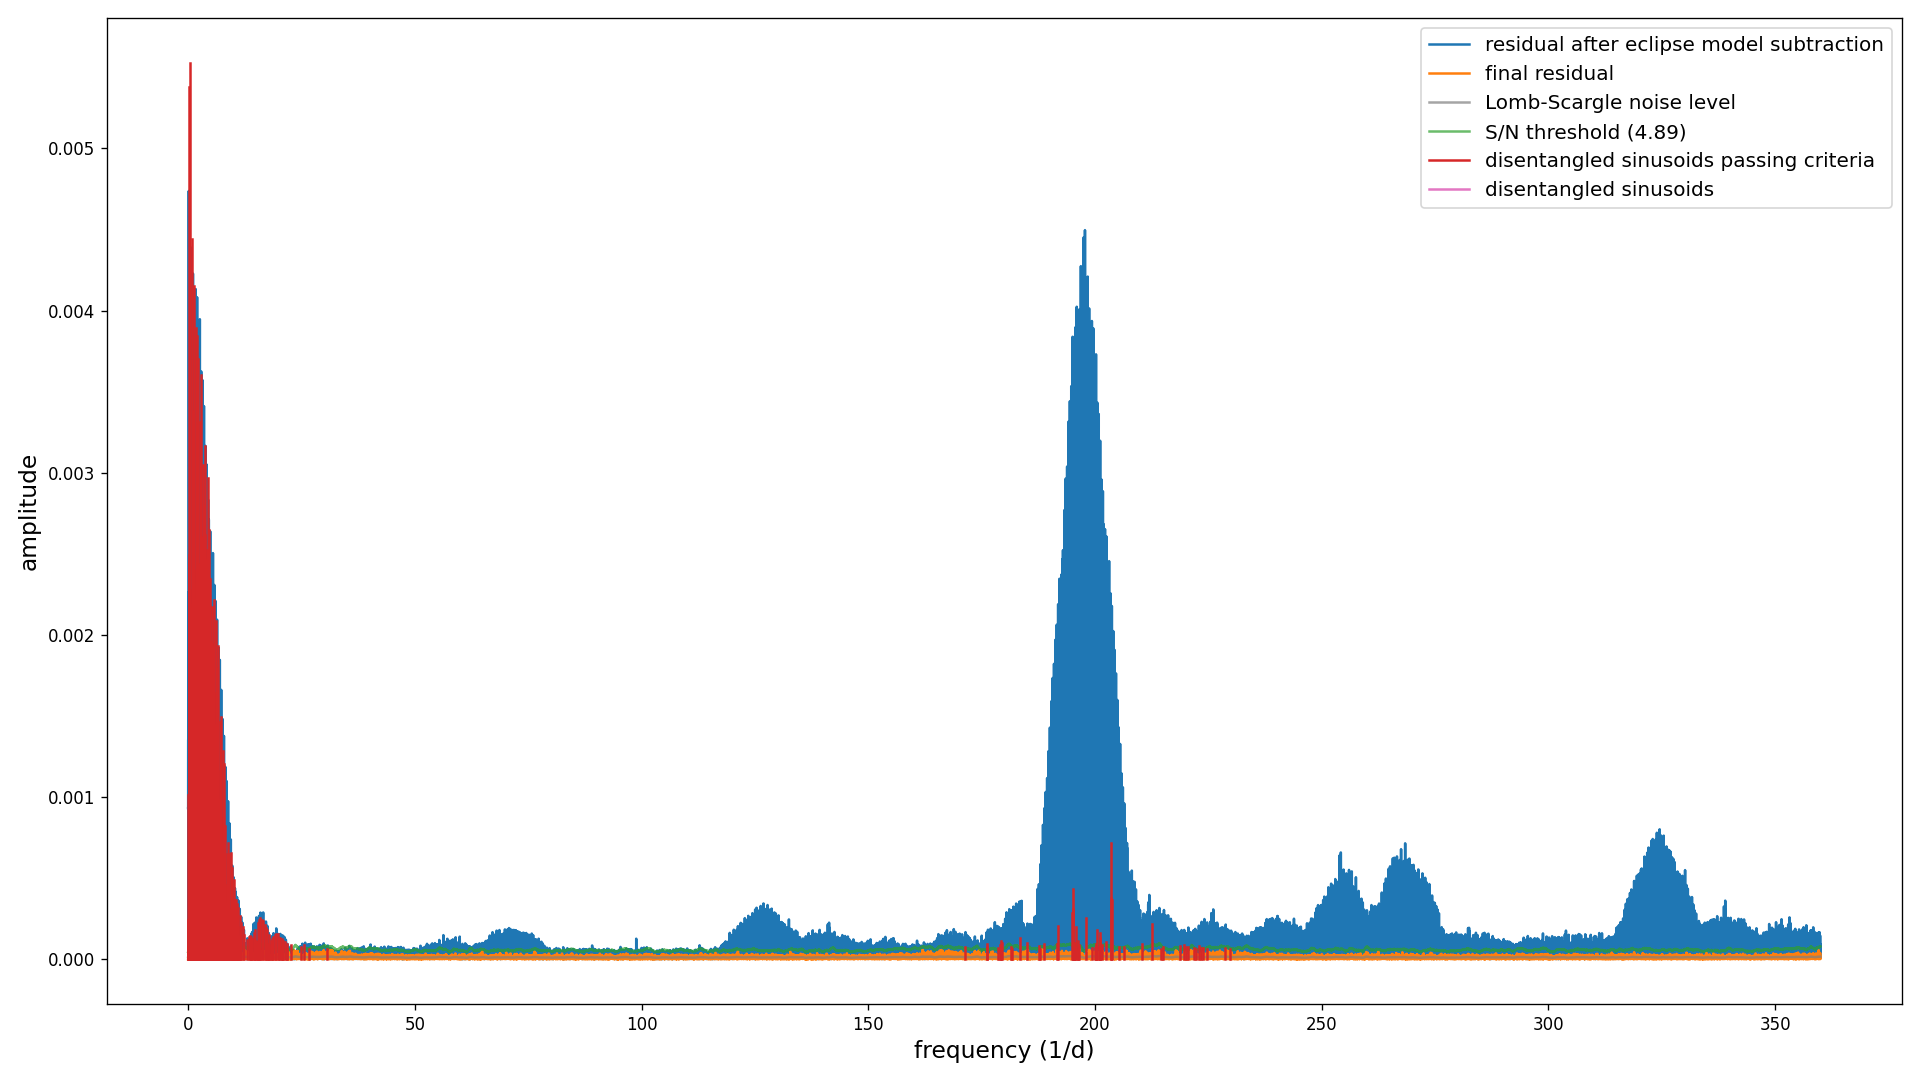 residual after eclipse model subtraction
final residual
Lomb-Scargle noise level
S/N threshold (4.89)
disentangled sinusoids passing criteria
disentangled sinusoids
amplitude
0.005
0.004
0.003
0.002
0.001
0.000
0 50 100 150 200 250 300 350
frequency (1/d)